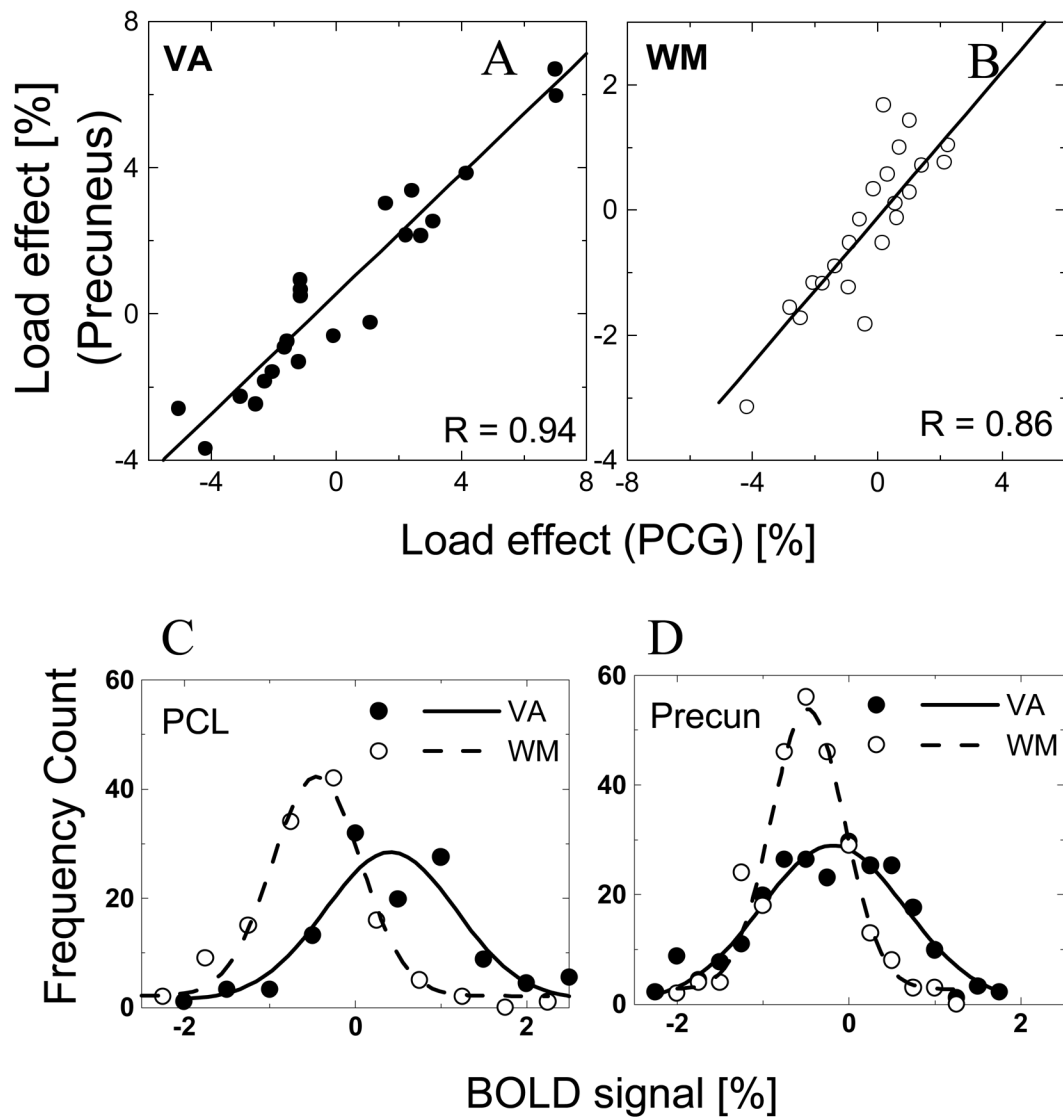 VA
A
8
4
0
-4
-4
0
4
8
R = 0.94
Load effect [%]
(Precuneus)
WM
B
2
0
-2
-4
-8
-4
0
4
R = 0.86
Load effect (PCG) [%]
C
60
40
20
0
-2
0
2
PCL
VA
WM
Frequency Count
D
60
40
20
0
-2
0
2
Precun
VA
WM
BOLD signal [%]